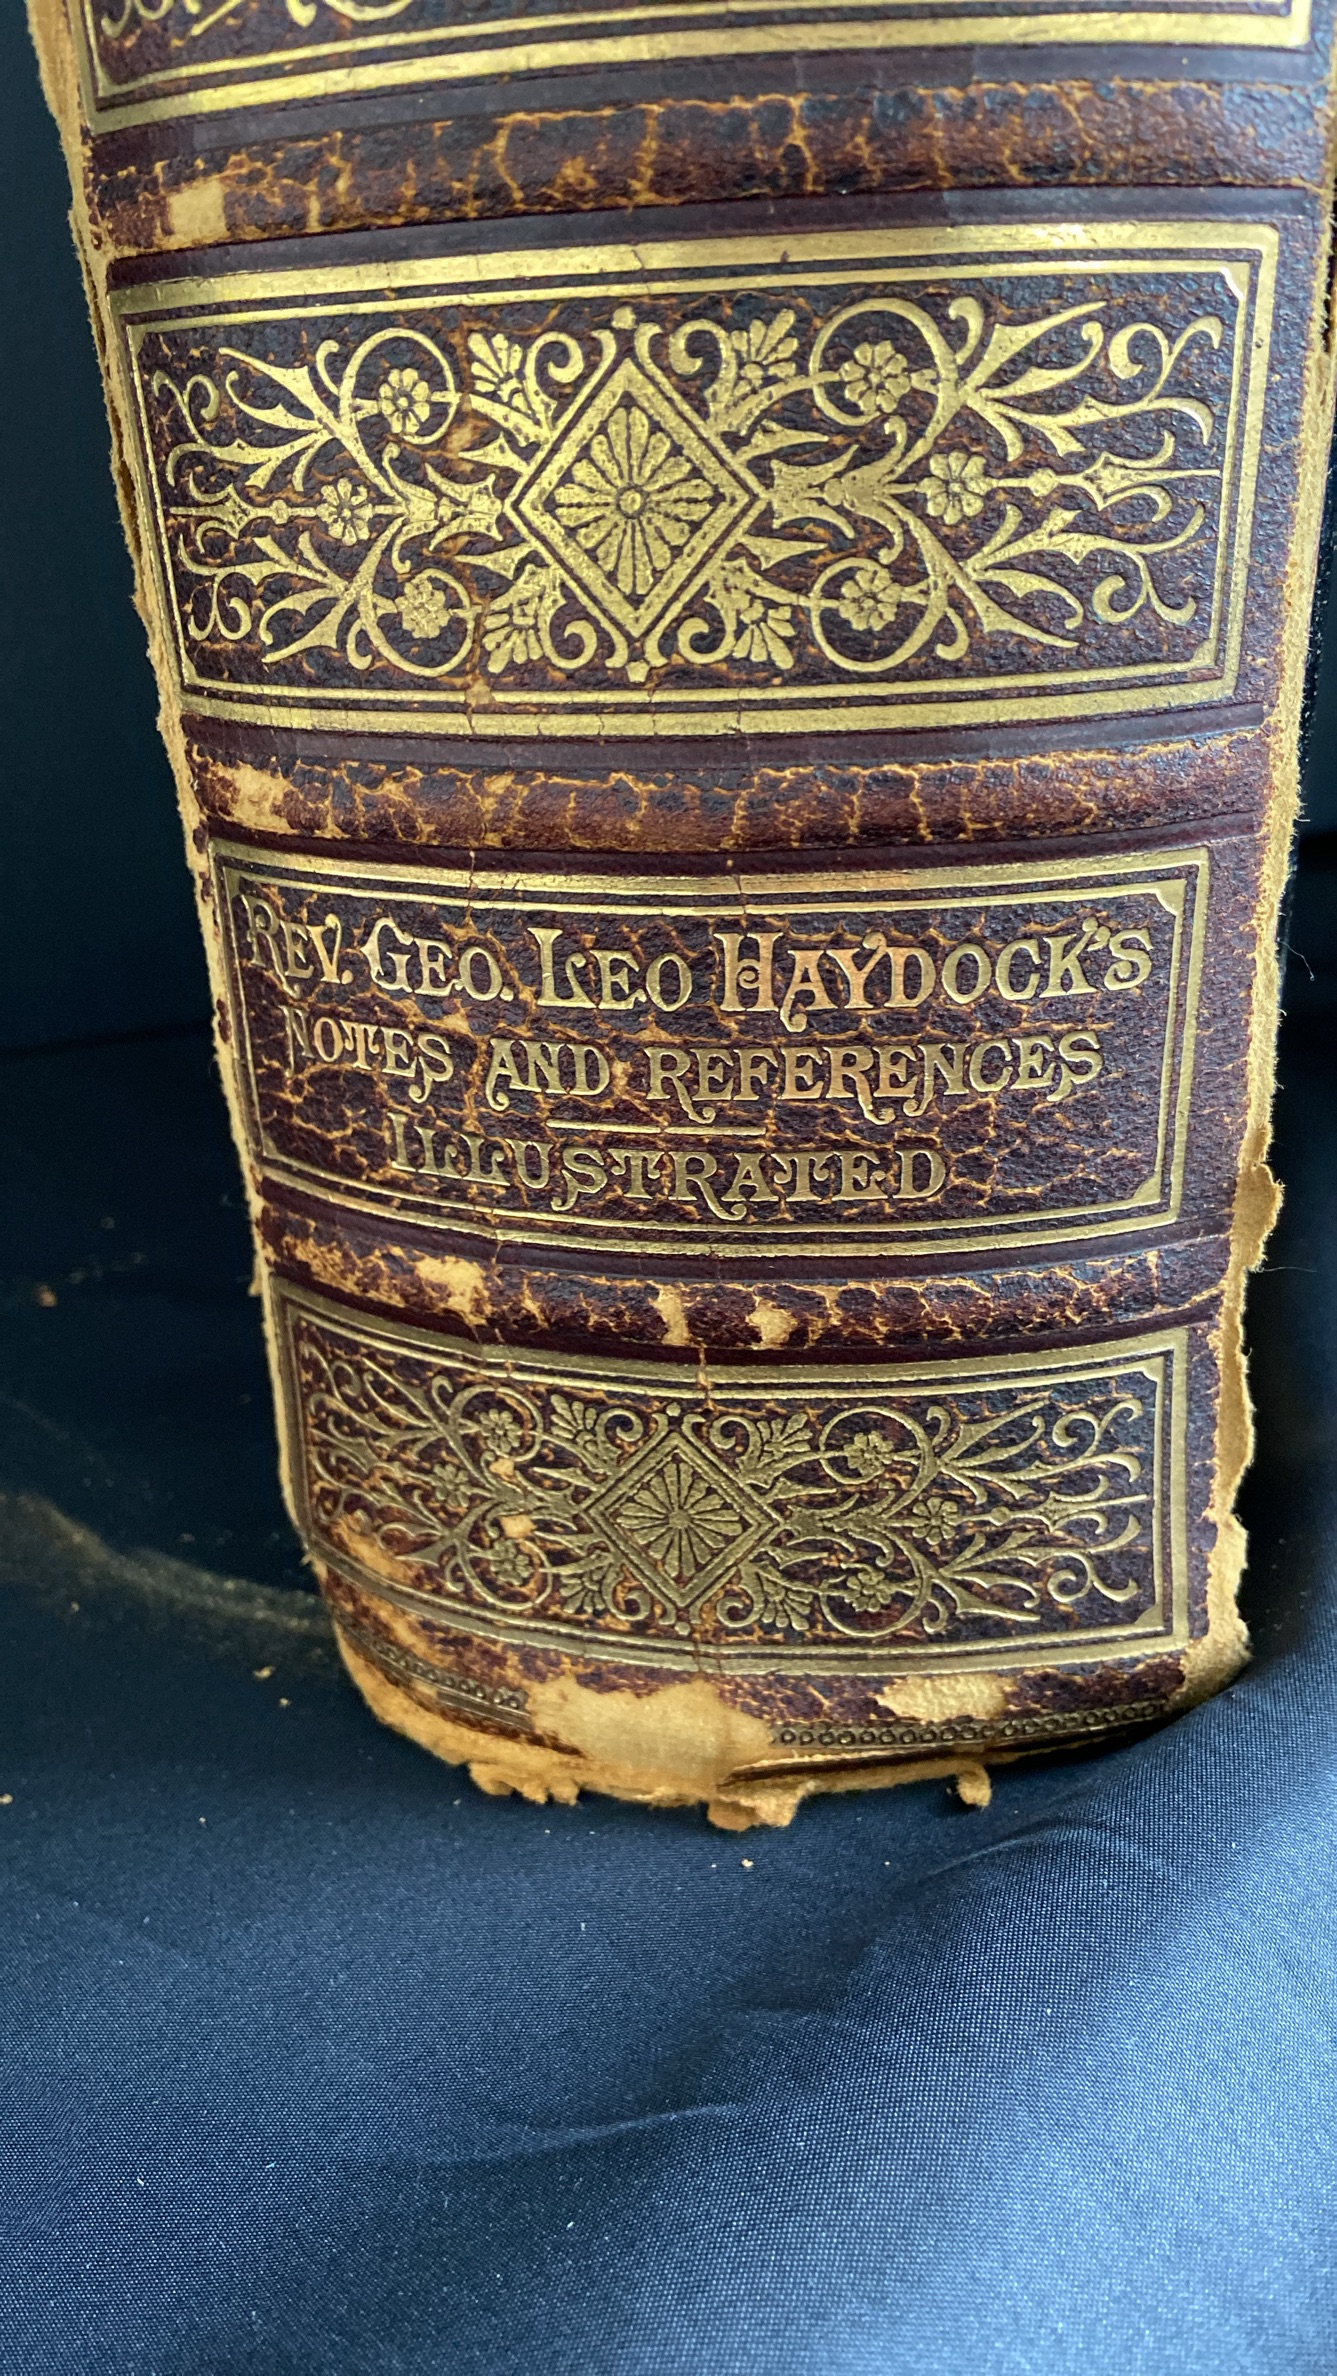 REV. GEO. LEO HAYDOCK'S
NOTES AND REFERENCES
ILLUSTRATED